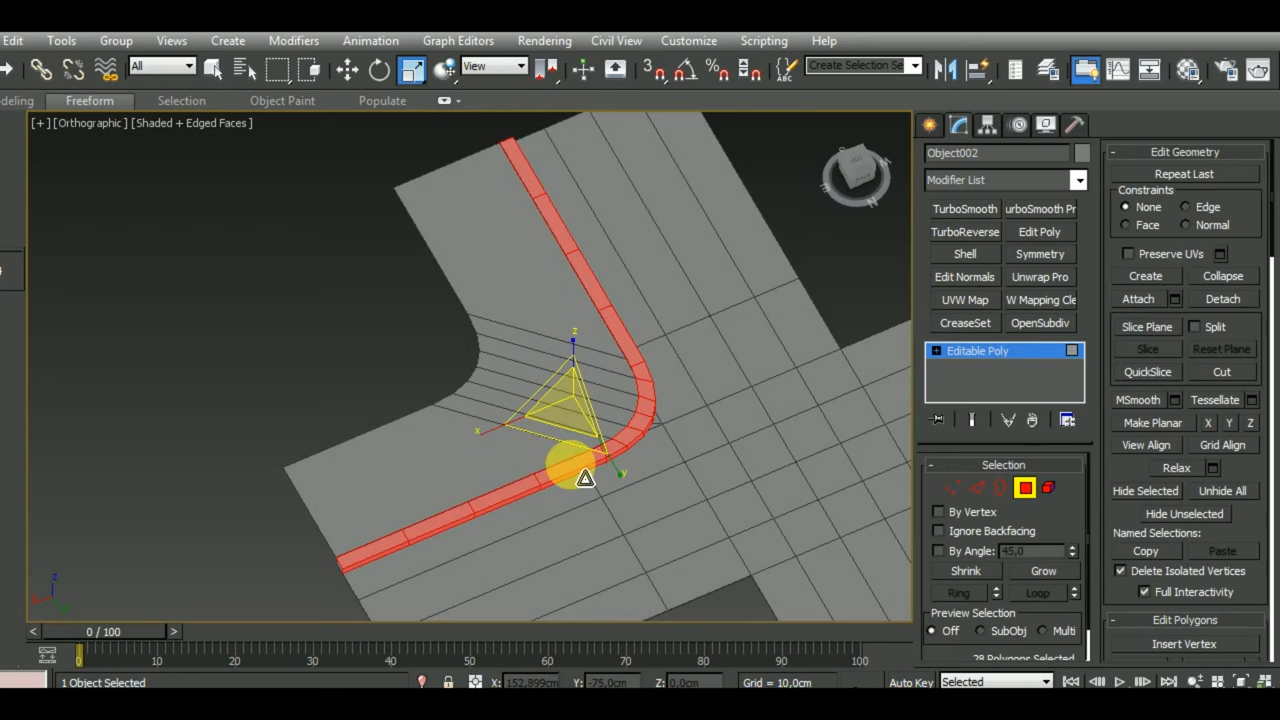 Edit Tools Group Views Create Modifiers Animation Graph Editors Rendering Civil View Customize Scripting Help
All View 3 Create Selection Se
deling Freeform Selection Object Paint Populate
[+] [Orthographic] [Shaded + Edged Faces]
z
x
y
z
Object002
Modifier List
TurboSmooth urboSmooth Pr
TurboReverse Edit Poly
Shell Symmetry
Edit Normals Unwrap Pro
UVW Map W Mapping Cle
CreaseSet OpenSubdiv
+ Editable Poly
- Selection
By Vertex
Ignore Backfacing
By Angle: 45,0
Shrink Grow
Ring Loop
Preview Selection
Off SubObj Multi
28 Polygons Selected
- Edit Geometry
Repeat Last
Constraints
None Edge
Face Normal
Preserve UVs
Create Collapse
Attach Detach
Slice Plane Split
Slice Reset Plane
QuickSlice Cut
MSmooth Tessellate
Make Planar X Y Z
View Align Grid Align
Relax
Hide Selected Unhide All
Hide Unselected
Named Selections:
Copy Paste
Delete Isolated Vertices
Full Interactivity
- Edit Polygons
Insert Vertex
< 0 / 100 >
0 10 20 30 40 50 60 70 80 90 100
1 Object Selected X: 152,899cm Y: -75,0cm Z: 0,0cm Grid = 10,0cm Auto Key Selected